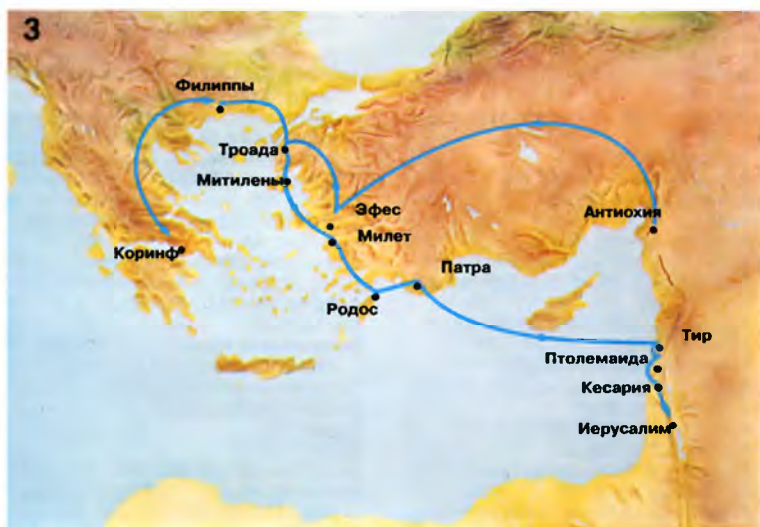 3
Филиппы
Троада
Митилены
Эфес
Милет
Коринф
Антиохия
Патра
Родос
Тир
Птолемаида
Кесария
Иерусалим